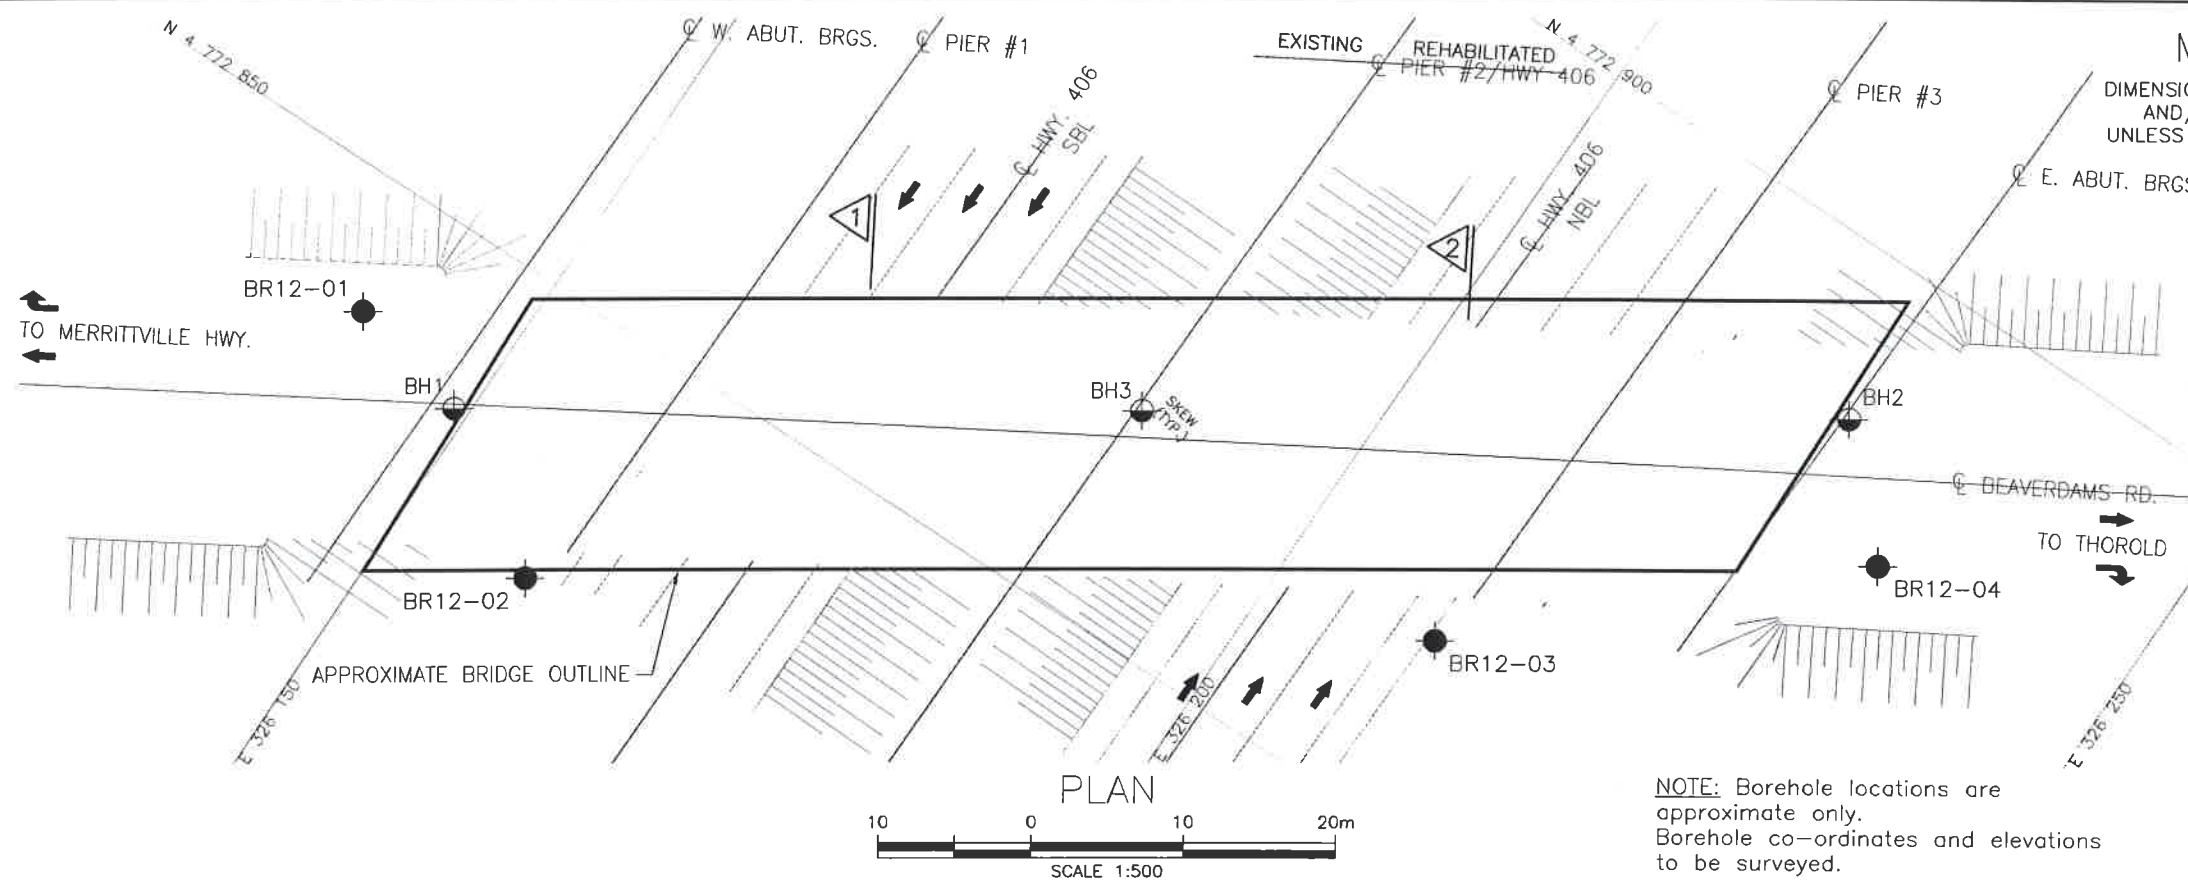 N 4 772 850
℄ W. ABUT. BRGS.
℄ PIER #1
℄ HWY. 406
SBL
EXISTING
REHABILITATED
℄ PIER #2/HWY 406
N 4 772 900
℄ PIER #3
DIMENSIO
AND/
UNLESS
℄ E. ABUT. BRGS
℄ HWY. 406
NBL
1
2
BR12-01
TO MERRITTVILLE HWY.
BH1
BH3
SKEW
(TYP.)
BH2
℄ BEAVERDAMS RD.
TO THOROLD
BR12-02
BR12-04
BR12-03
APPROXIMATE BRIDGE OUTLINE
E 326 150
E 326 200
E 326 250
PLAN
10 0 10 20m
SCALE 1:500
NOTE: Borehole locations are
approximate only.
Borehole co-ordinates and elevations
to be surveyed.